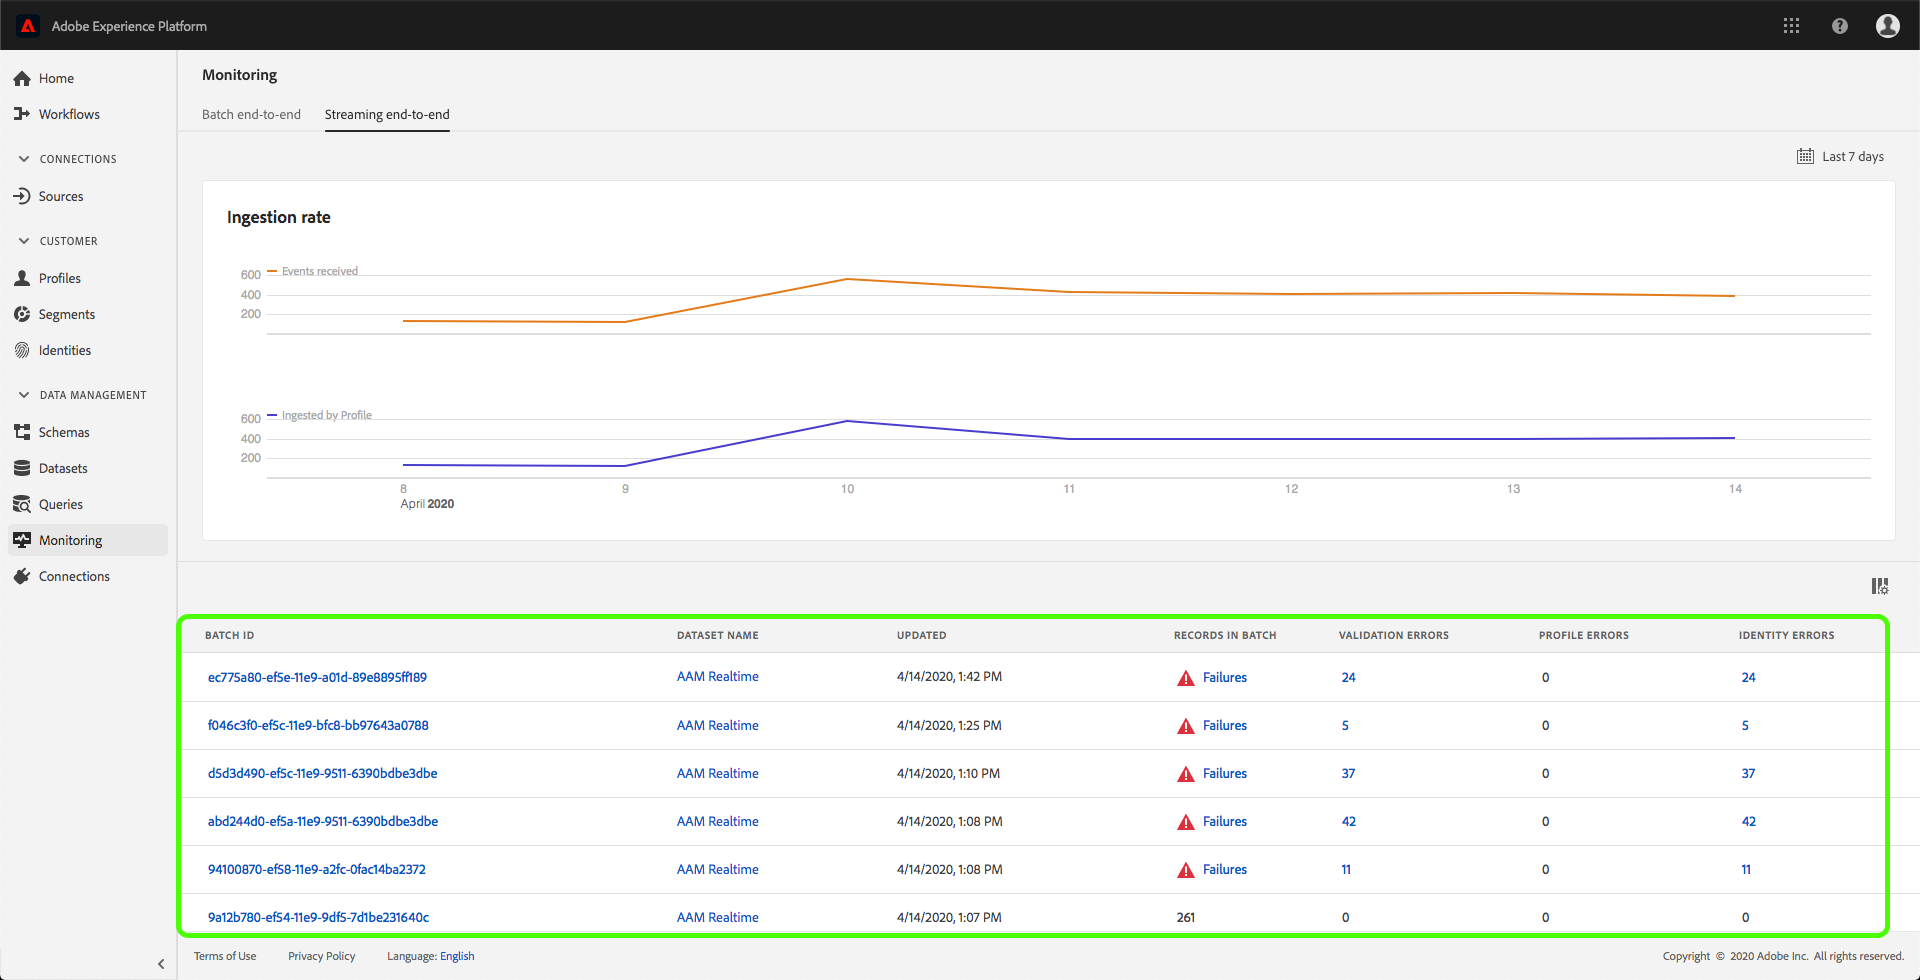 Adobe Experience Platform
Home
Workflows
CONNECTIONS
Sources
CUSTOMER
Profiles
Segments
Identities
DATA MANAGEMENT
Schemas
Datasets
Queries
Monitoring
Connections
Monitoring
Batch end-to-end Streaming end-to-end
Last 7 days
Ingestion rate
Events received
600
400
200
Ingested by Profile
600
400
200
8 9 10 11 12 13 14
April 2020
BATCH ID DATASET NAME UPDATED RECORDS IN BATCH VALIDATION ERRORS PROFILE ERRORS IDENTITY ERRORS
ec775a80-ef5e-11e9-a01d-89e8895ff189 AAM Realtime 4/14/2020, 1:42 PM Failures 24 0 24
f046c3f0-ef5c-11e9-bfc8-bb97643a0788 AAM Realtime 4/14/2020, 1:25 PM Failures 5 0 5
d5d3d490-ef5c-11e9-9511-6390bdbe3dbe AAM Realtime 4/14/2020, 1:10 PM Failures 37 0 37
abd244d0-ef5a-11e9-9511-6390bdbe3dbe AAM Realtime 4/14/2020, 1:08 PM Failures 42 0 42
94100870-ef58-11e9-a2fc-0fac14ba2372 AAM Realtime 4/14/2020, 1:08 PM Failures 11 0 11
9a12b780-ef54-11e9-9df5-7d1be231640c AAM Realtime 4/14/2020, 1:07 PM 261 0 0 0
Terms of Use Privacy Policy Language: English Copyright © 2020 Adobe Inc. All rights reserved.